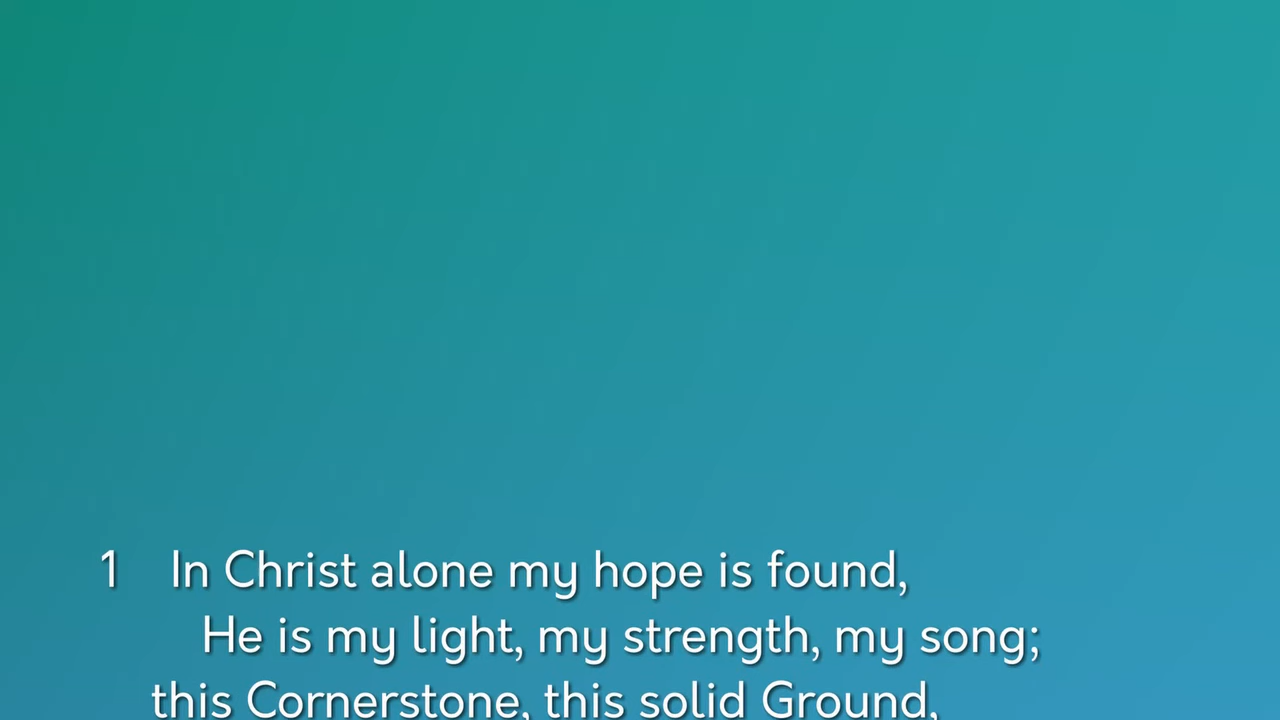 1 In Christ alone my hope is found,
He is my light, my strength, my song;
this Cornerstone, this solid Ground,